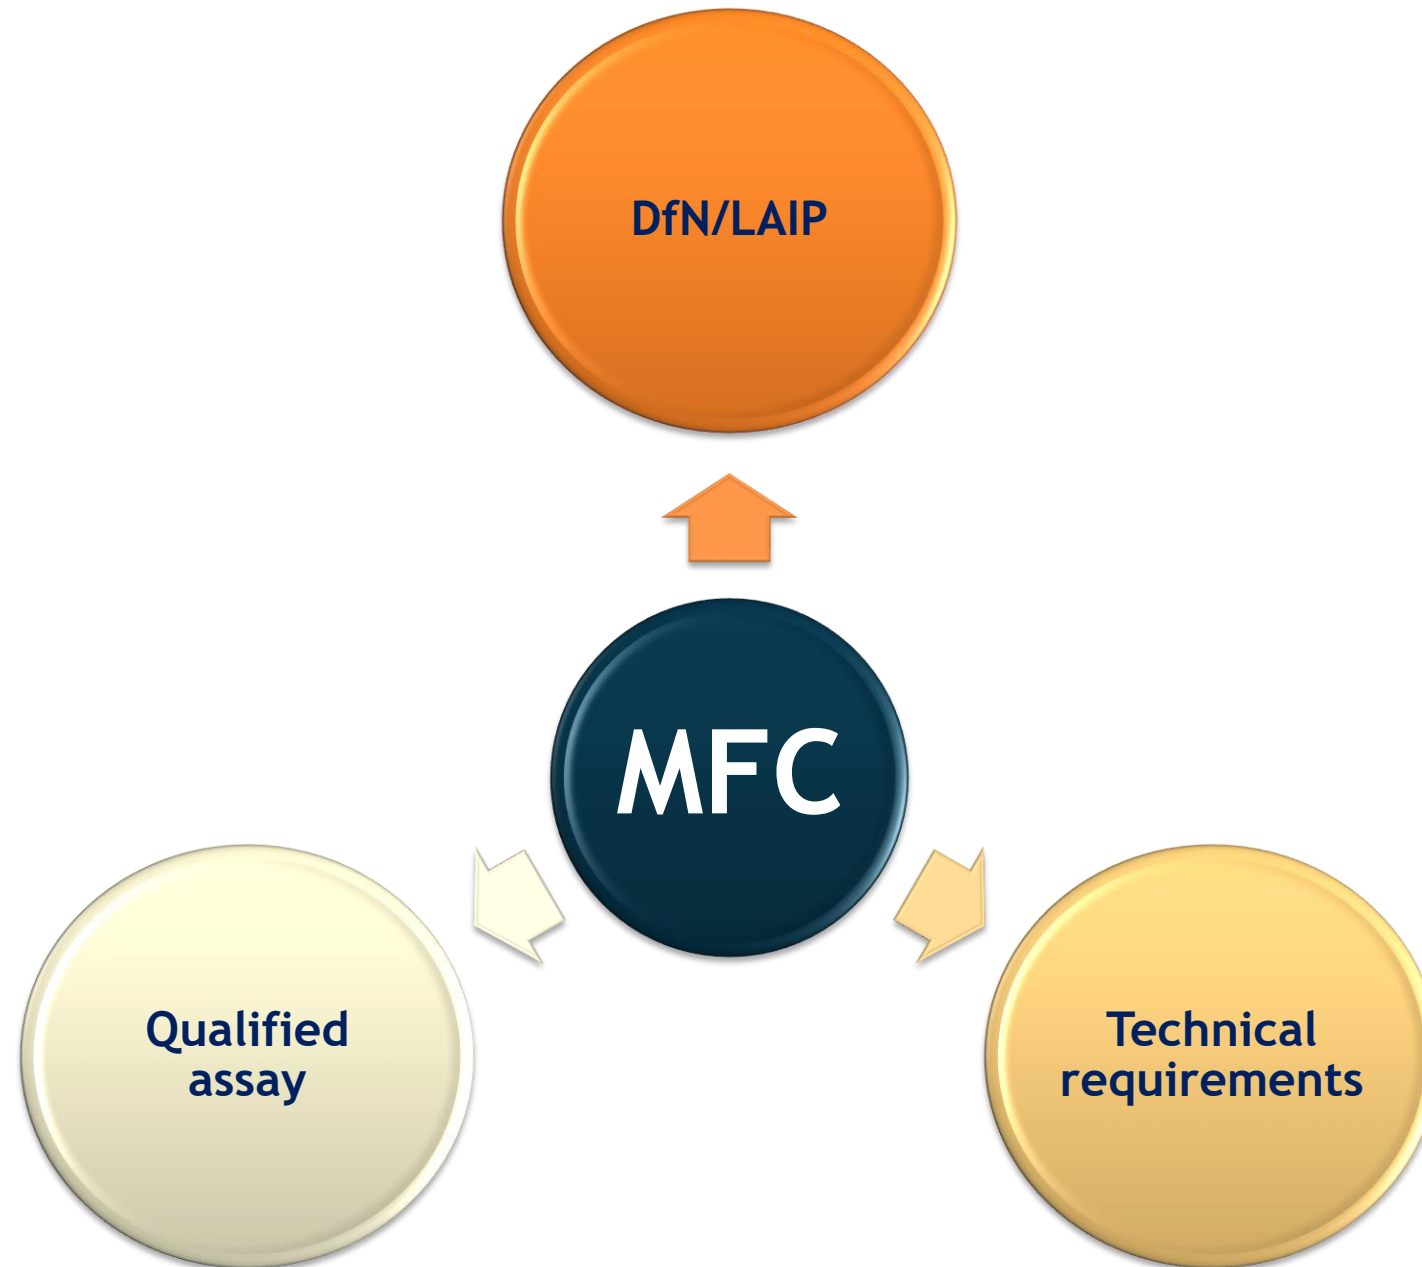 DfN/LAIP
MFC
Qualified
assay
Technical
requirements